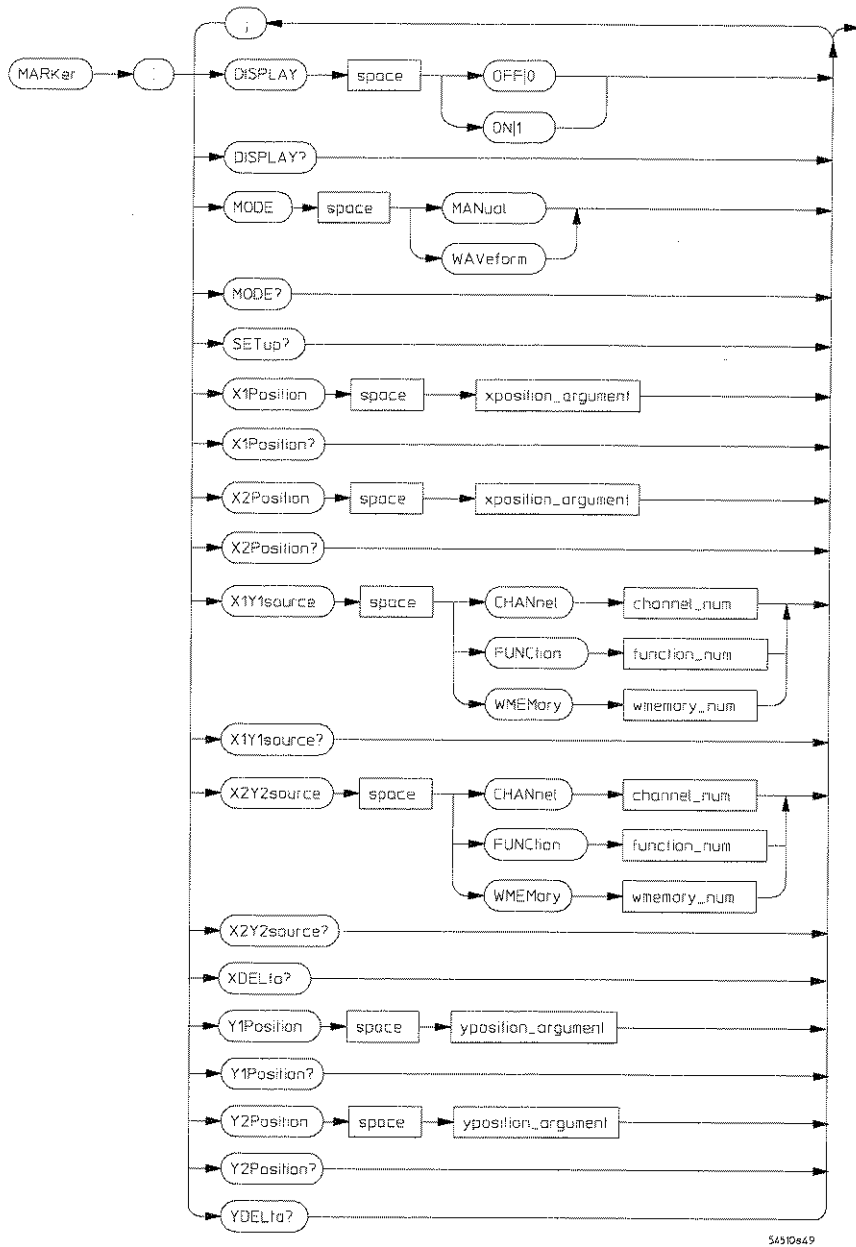 ;
MARKer : DISPLAY space OFF|0
ON|1
DISPLAY?
MODE space MANual
WAVeform
MODE?
SETup?
X1Position space xposition_argument
X1Position?
X2Position space xposition_argument
X2Position?
X1Y1source space CHANnel channel_num
FUNCtion function_num
WMEMory wmemory_num
X1Y1source?
X2Y2source space CHANnel channel_num
FUNCtion function_num
WMEMory wmemory_num
X2Y2source?
XDELta?
Y1Position space yposition_argument
Y1Position?
Y2Position space yposition_argument
Y2Position?
YDELta?
54510a49